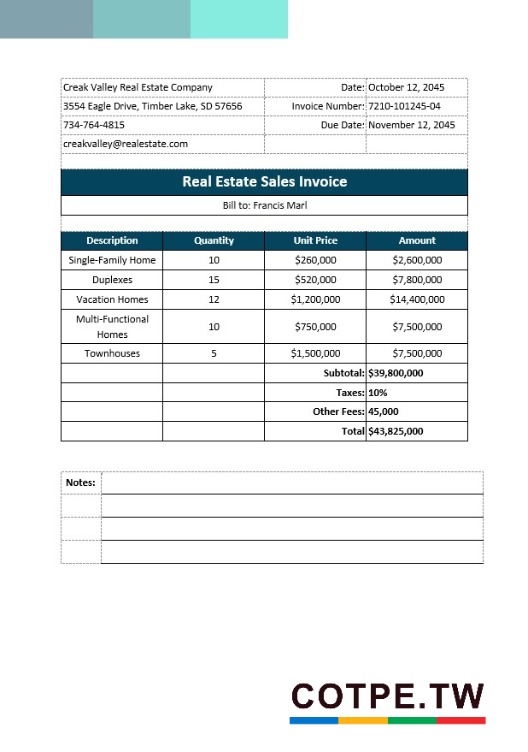 Creak Valley Real Estate Company Date: October 12, 2045
3554 Eagle Drive, Timber Lake, SD 57656 Invoice Number: 7210-101245-04
734-764-4815 Due Date: November 12, 2045
creakvalley@realestate.com
Real Estate Sales Invoice
Bill to: Francis Marl
Description Quantity Unit Price Amount
Single-Family Home 10 $260,000 $2,600,000
Duplexes 15 $520,000 $7,800,000
Vacation Homes 12 $1,200,000 $14,400,000
Multi-Functional
Homes 10 $750,000 $7,500,000
Townhouses 5 $1,500,000 $7,500,000
Subtotal: $39,800,000
Taxes: 10%
Other Fees: 45,000
Total $43,825,000
Notes:
COTPE.TW